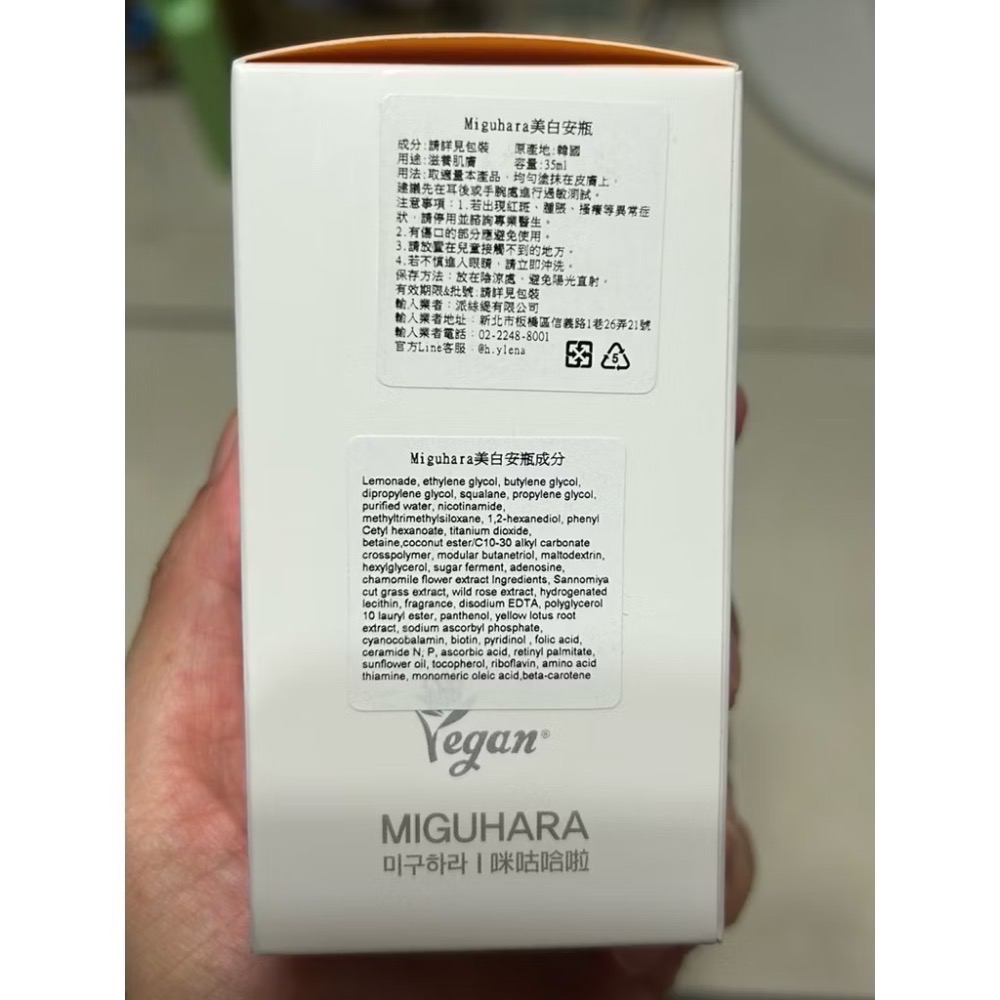 Miguhara美白安瓶
成分:請詳見包裝 原產地:韓國
用途:滋養肌膚 容量:35ml
用法:取適量本產品,均勻塗抹在皮膚上,
建議先在耳後或手腕處進行過敏測試。
注意事項:1.若出現紅斑、腫脹、搔癢等異常症
狀,請停用並諮詢專業醫生。
2.有傷口的部分應避免使用。
3.請放置在兒童接觸不到的地方。
4.若不慎進入眼睛,請立即沖洗。
保存方法:放在陰涼處,避免陽光直射。
有效期限&批號:請詳見包裝
輸入業者:派絲緹有限公司
輸入業者地址:新北市板橋區信義路1巷26弄21號
輸入業者電話:02-2248-8001
官方Line客服:@h.ylena
5
Miguhara美白安瓶成分
Lemonade, ethylene glycol, butylene glycol,
dipropylene glycol, squalane, propylene glycol,
purified water, nicotinamide,
methyltrimethylsiloxane, 1,2-hexanediol, phenyl
Cetyl hexanoate, titanium dioxide,
betaine,coconut ester/C10-30 alkyl carbonate
crosspolymer, modular butanetriol, maltodextrin,
hexylglycerol, sugar ferment, adenosine,
chamomile flower extract Ingredients, Sannomiya
cut grass extract, wild rose extract, hydrogenated
lecithin, fragrance, disodium EDTA, polyglycerol
10 lauryl ester, panthenol, yellow lotus root
extract, sodium ascorbyl phosphate,
cyanocobalamin, biotin, pyridinol , folic acid,
ceramide N; P, ascorbic acid, retinyl palmitate,
sunflower oil, tocopherol, riboflavin, amino acid
thiamine, monomeric oleic acid,beta-carotene
Vegan®
MIGUHARA
미구하라 | 咪咕哈啦